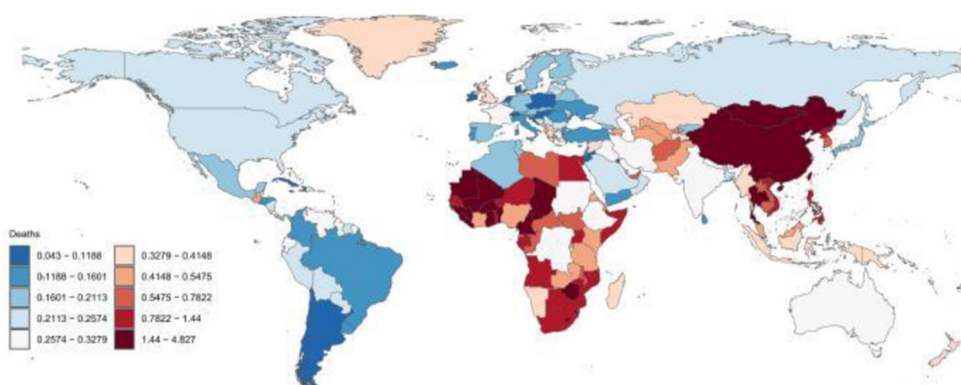 Deaths
0.043 − 0.1188
0.1188 − 0.1601
0.1601 − 0.2113
0.2113 − 0.2574
0.2574 − 0.3279
0.3279 − 0.4148
0.4148 − 0.5475
0.5475 − 0.7822
0.7822 − 1.44
1.44 − 4.827